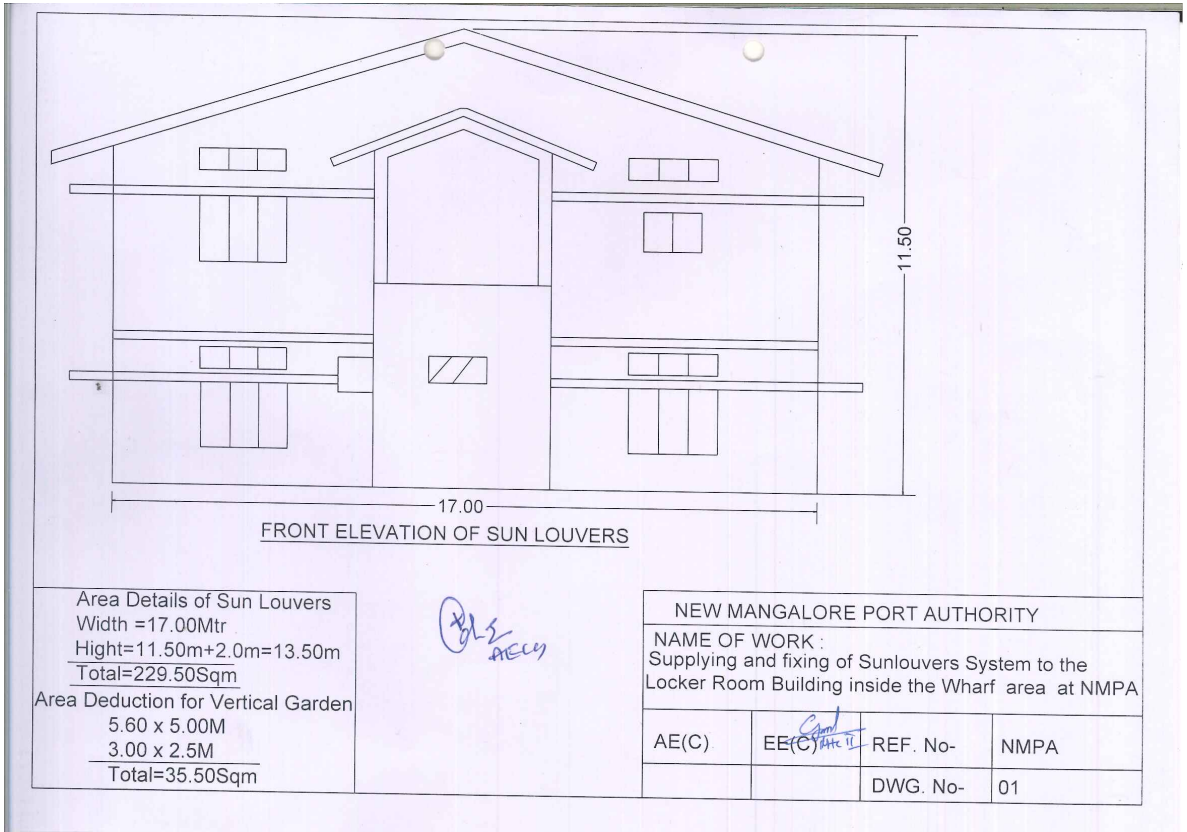 11.50
17.00
FRONT ELEVATION OF SUN LOUVERS
Area Details of Sun Louvers
Width =17.00Mtr
Hight=11.50m+2.0m=13.50m
Total=229.50Sqm
Area Deduction for Vertical Garden
5.60 x 5.00M
3.00 x 2.5M
Total=35.50Sqm
NEW MANGALORE PORT AUTHORITY
NAME OF WORK :
Supplying and fixing of Sunlouvers System to the
Locker Room Building inside the Wharf area at NMPA
AE(C) EE(C) REF. No- NMPA
DWG. No- 01